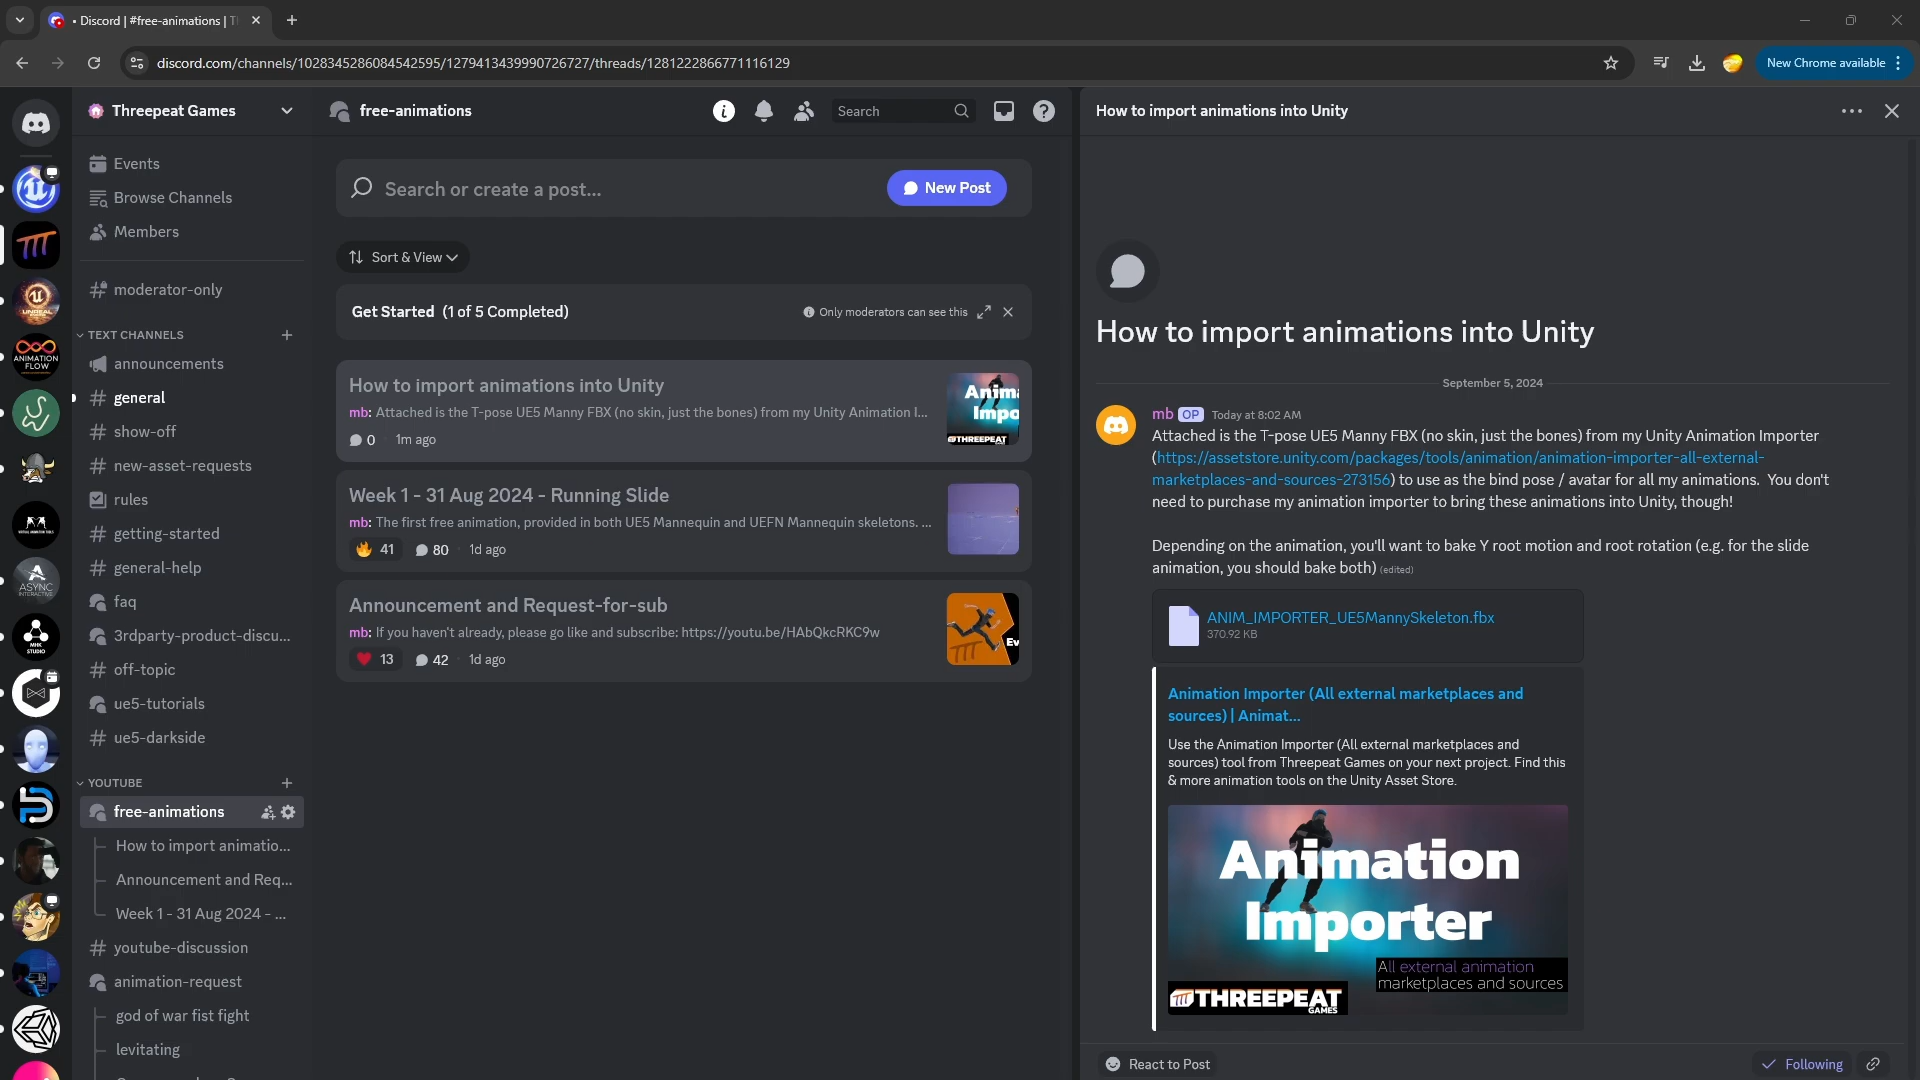 • Discord | #free-animations | T
discord.com/channels/1028345286084542595/1279413439990726727/threads/1281222866771116129
New Chrome available
Threepeat Games
Events
Browse Channels
Members
moderator-only
TEXT CHANNELS
announcements
general
show-off
new-asset-requests
rules
getting-started
general-help
faq
3rdparty-product-discu...
off-topic
ue5-tutorials
ue5-darkside
YOUTUBE
free-animations
How to import animatio...
Announcement and Req...
Week 1 - 31 Aug 2024 - ...
youtube-discussion
animation-request
god of war fist fight
levitating
UNREAL
ANIMATION
FLOW
ASYNC
INTERACTIVE
MHK
STUDIO
free-animations
Search
Search or create a post...
New Post
Sort & View
Get Started (1 of 5 Completed)
Only moderators can see this
How to import animations into Unity
mb: Attached is the T-pose UE5 Manny FBX (no skin, just the bones) from my Unity Animation I...
0 · 1m ago
Anima
Impo
THREEPEAT
Week 1 - 31 Aug 2024 - Running Slide
mb: The first free animation, provided in both UE5 Mannequin and UEFN Mannequin skeletons. ...
41 80 · 1d ago
Announcement and Request-for-sub
mb: If you haven't already, please go like and subscribe: https://youtu.be/HAbQkcRKC9w
13 42 · 1d ago
Ev
How to import animations into Unity
How to import animations into Unity
September 5, 2024
mb OP Today at 8:02 AM
Attached is the T-pose UE5 Manny FBX (no skin, just the bones) from my Unity Animation Importer
(https://assetstore.unity.com/packages/tools/animation/animation-importer-all-external-
marketplaces-and-sources-273156) to use as the bind pose / avatar for all my animations. You don't
need to purchase my animation importer to bring these animations into Unity, though!
Depending on the animation, you'll want to bake Y root motion and root rotation (e.g. for the slide
animation, you should bake both) (edited)
ANIM_IMPORTER_UE5MannySkeleton.fbx
370.92 KB
Animation Importer (All external marketplaces and
sources) | Animat...
Use the Animation Importer (All external marketplaces and
sources) tool from Threepeat Games on your next project. Find this
& more animation tools on the Unity Asset Store.
Animation
Importer
All external animation
marketplaces and sources
THREEPEAT
GAMES
React to Post
Following